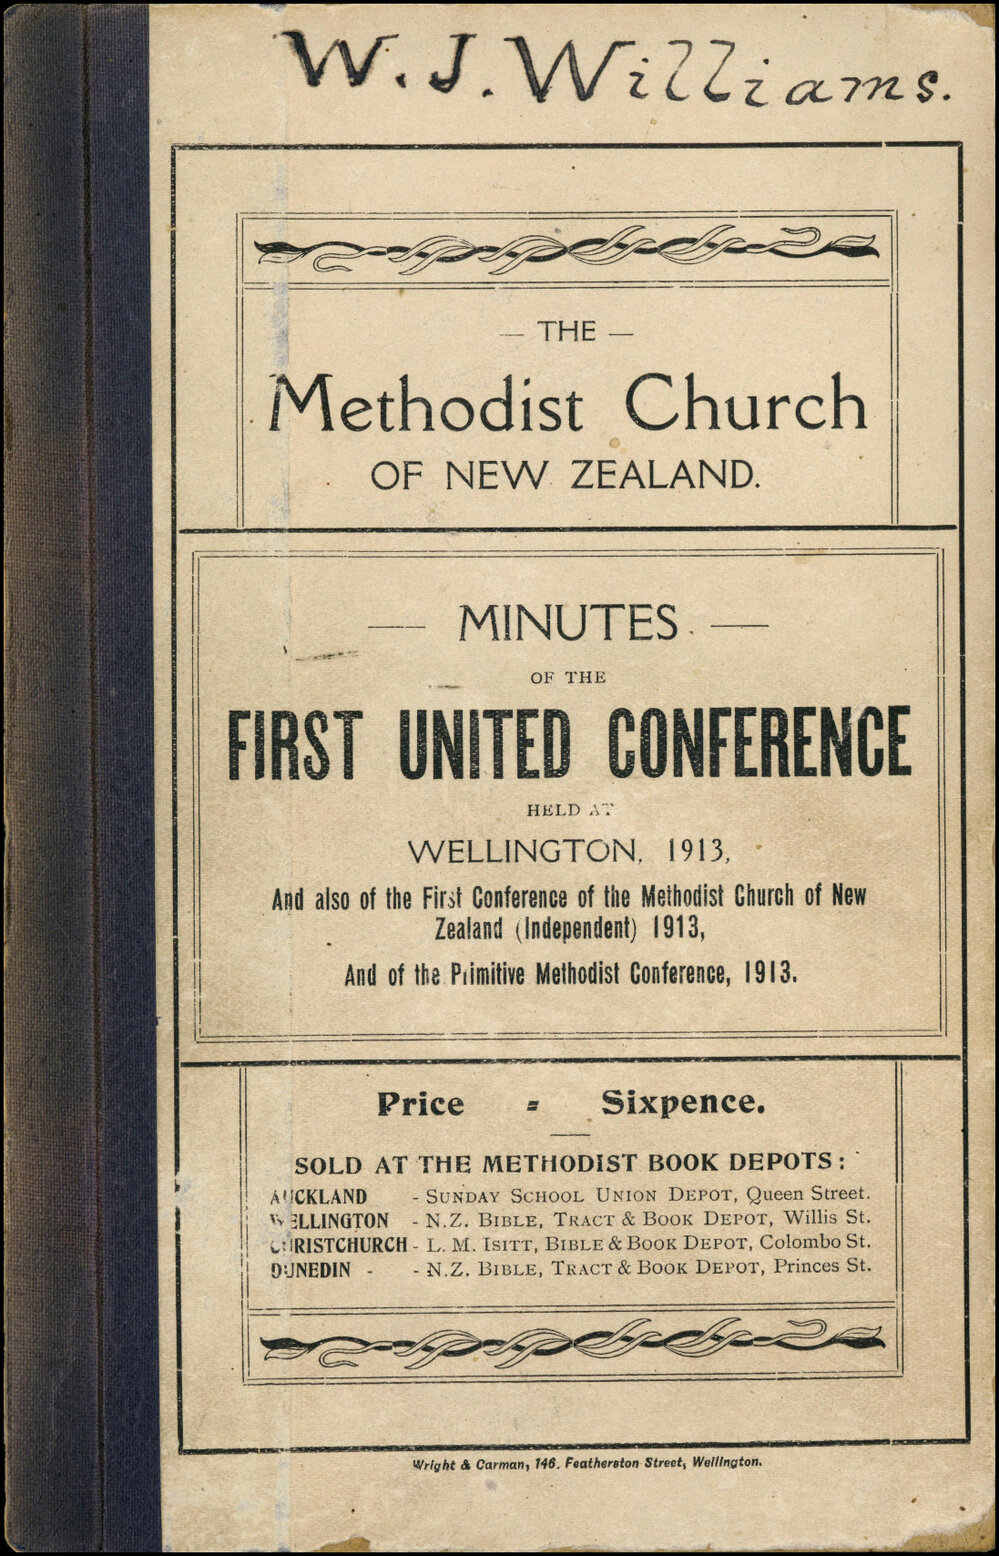 W. J. Williams.
— THE —
Methodist Church
OF NEW ZEALAND.
— MINUTES —
OF THE
FIRST UNITED CONFERENCE
HELD AT
WELLINGTON, 1913,
And also of the First Conference of the Methodist Church of New
Zealand (Independent) 1913,
And of the Primitive Methodist Conference, 1913.
Price = Sixpence.
SOLD AT THE METHODIST BOOK DEPOTS:
AUCKLAND - SUNDAY SCHOOL UNION DEPOT, Queen Street.
WELLINGTON - N.Z. BIBLE, TRACT & BOOK DEPOT, Willis St.
CHRISTCHURCH - L. M. ISITT, BIBLE & BOOK DEPOT, Colombo St.
DUNEDIN - - N.Z. BIBLE, TRACT & BOOK DEPOT, Princes St.
Wright & Carman, 146, Featherston Street, Wellington.